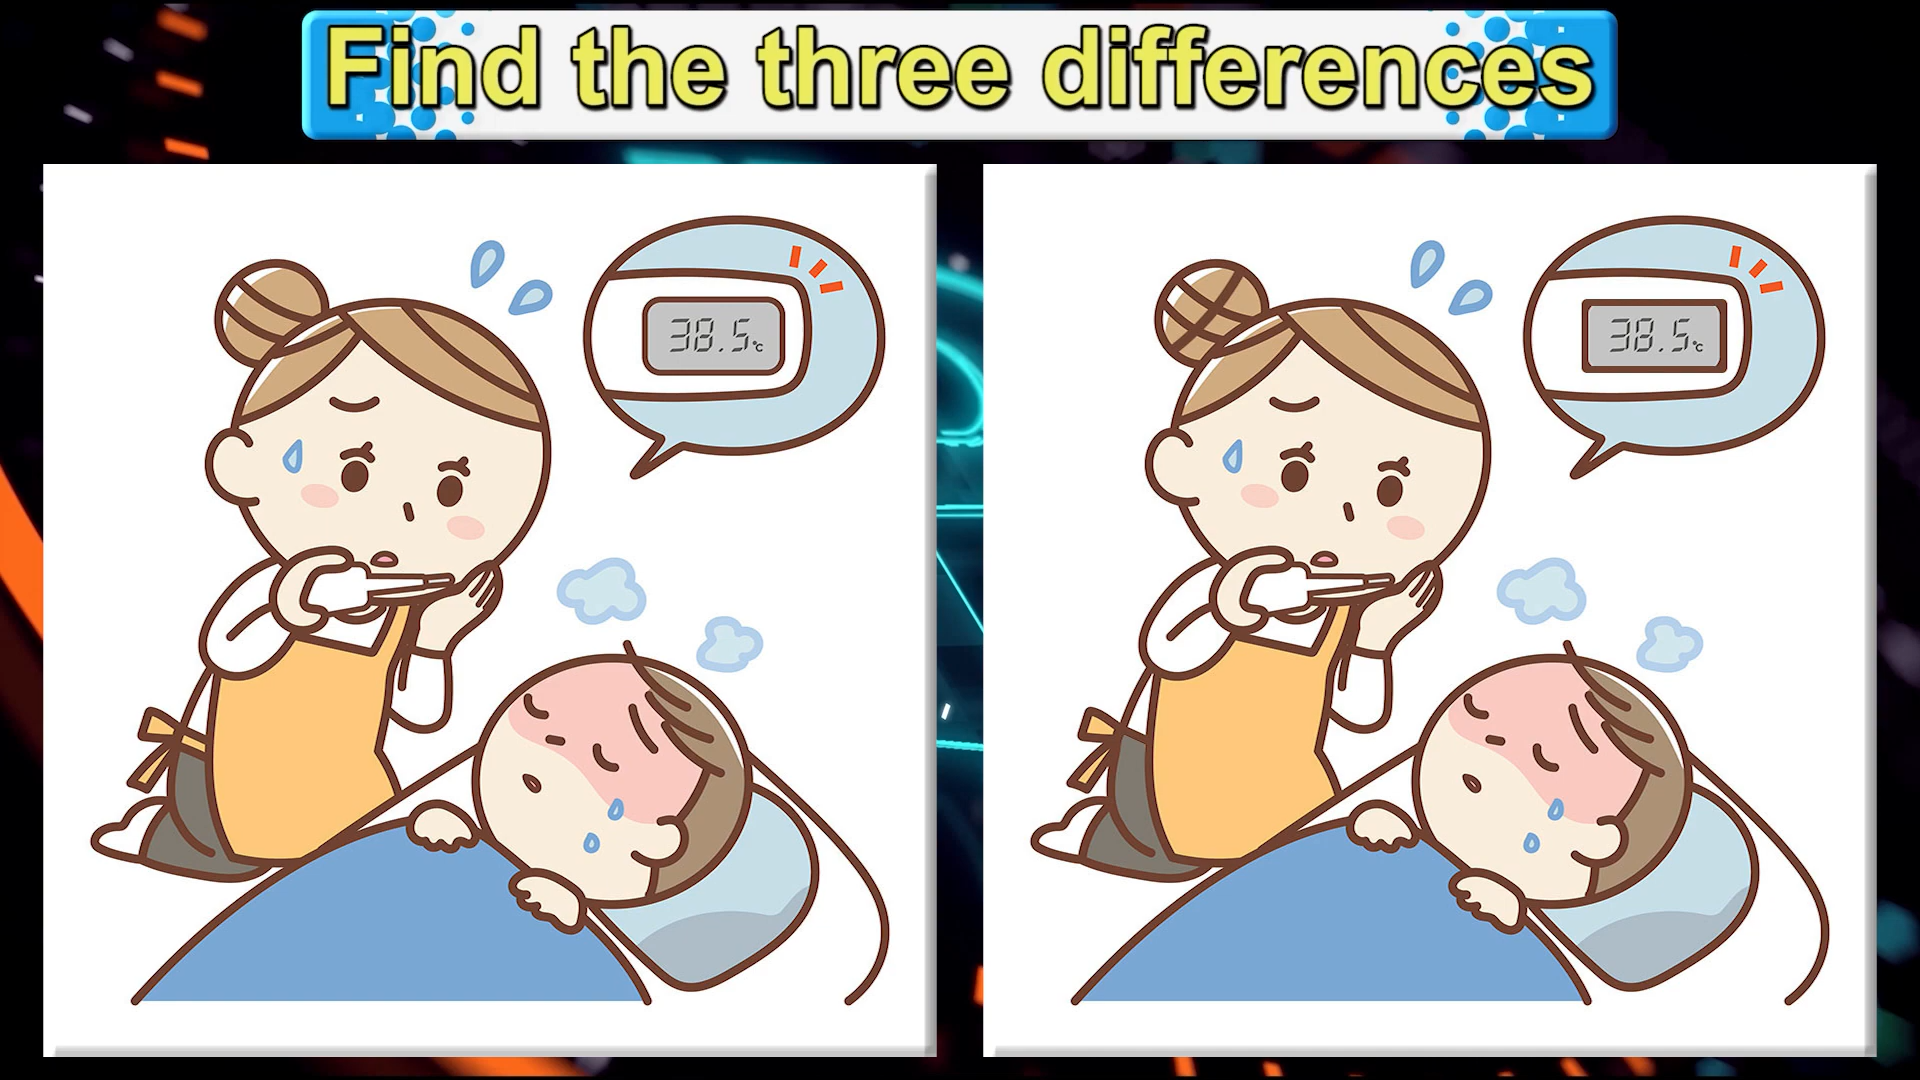 Find the three differences
38.5℃
38.5℃